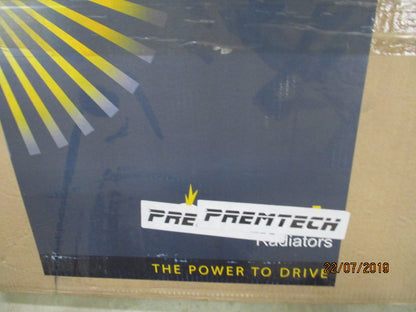 PRE PREMTECH
Radiators
THE POWER TO DRIVE
22/07/2019